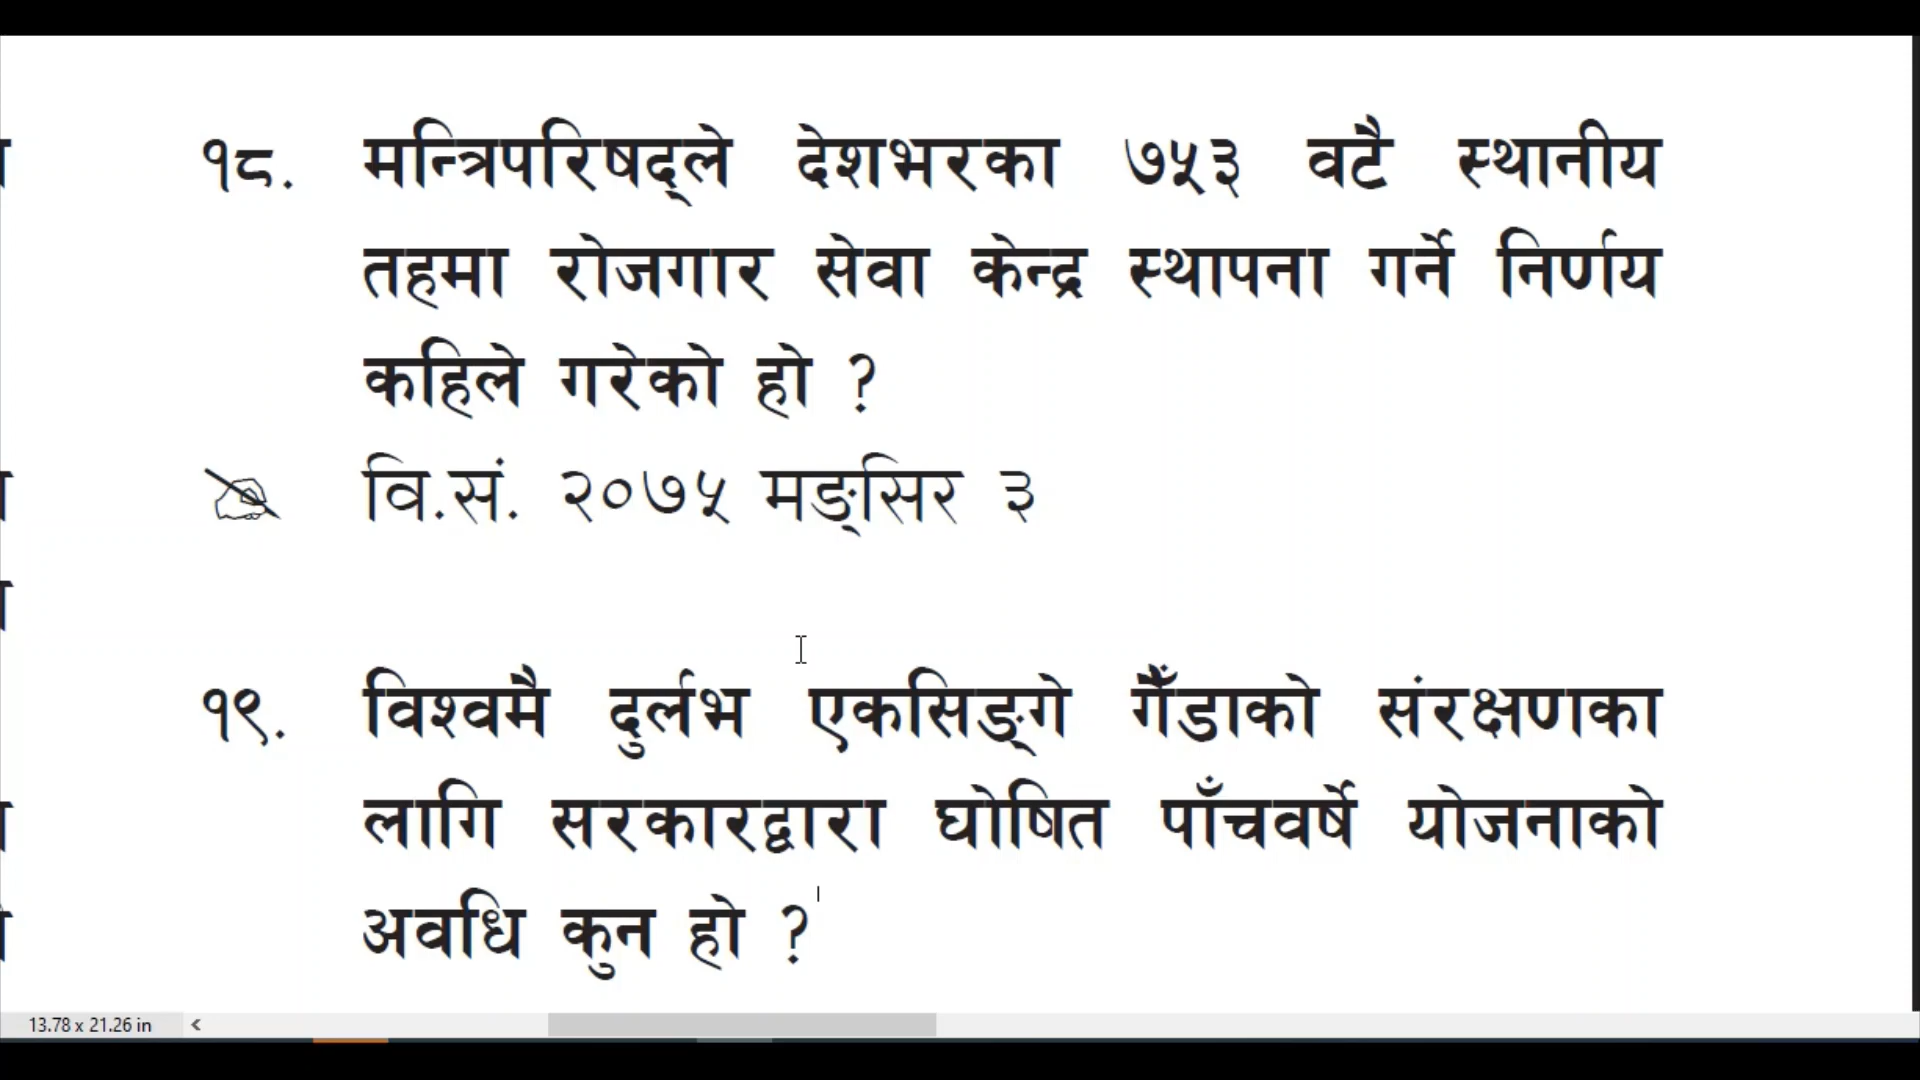 १८. मन्त्रिपरिषद्ले देशभरका ७५३ वटै स्थानीय
तहमा रोजगार सेवा केन्द्र स्थापना गर्ने निर्णय
कहिले गरेको हो ?
वि.सं. २०७५ मङ्सिर ३
१९. विश्वमै दुर्लभ एकसिङ्गे गैँडाको संरक्षणका
लागि सरकारद्वारा घोषित पाँचवर्षे योजनाको
अवधि कुन हो ?
13.78 x 21.26 in